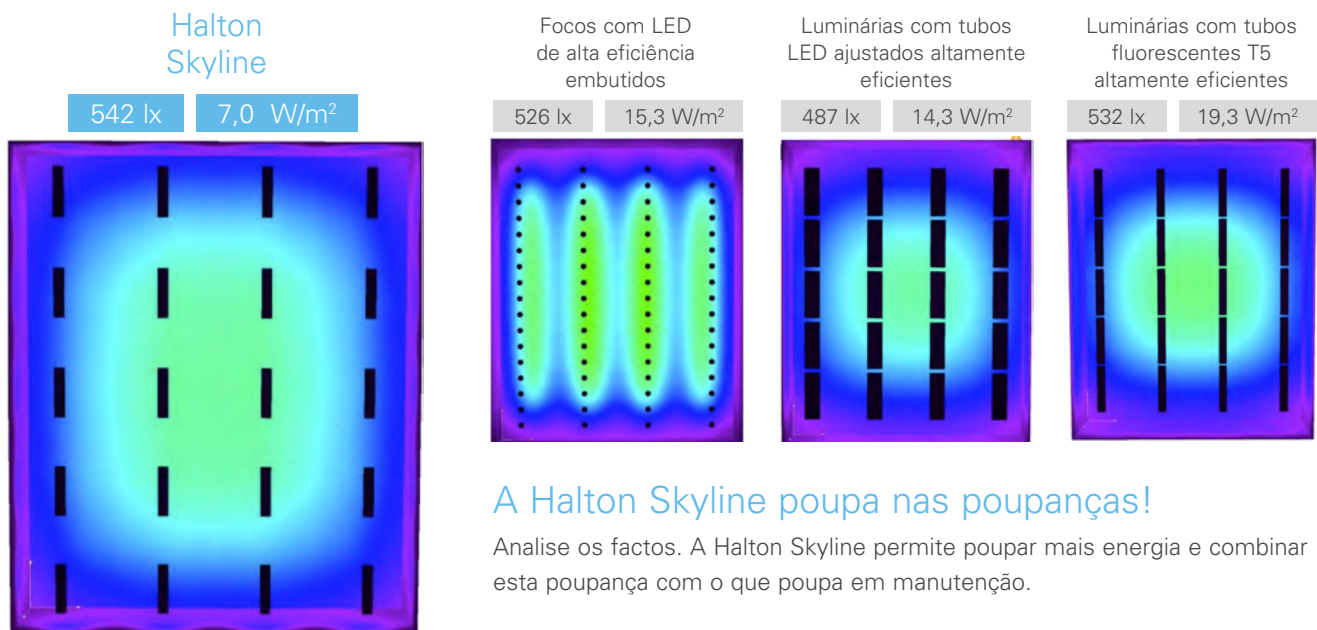 Halton
Skyline
542 lx
7,0 W/m²
Focos com LED
de alta eficiência
embutidos
526 lx
15,3 W/m²
Luminárias com tubos
LED ajustados altamente
eficientes
487 lx
14,3 W/m²
Luminárias com tubos
fluorescentes T5
altamente eficientes
532 lx
19,3 W/m²
A Halton Skyline poupa nas poupanças!
Analise os factos. A Halton Skyline permite poupar mais energia e combinar
esta poupança com o que poupa em manutenção.